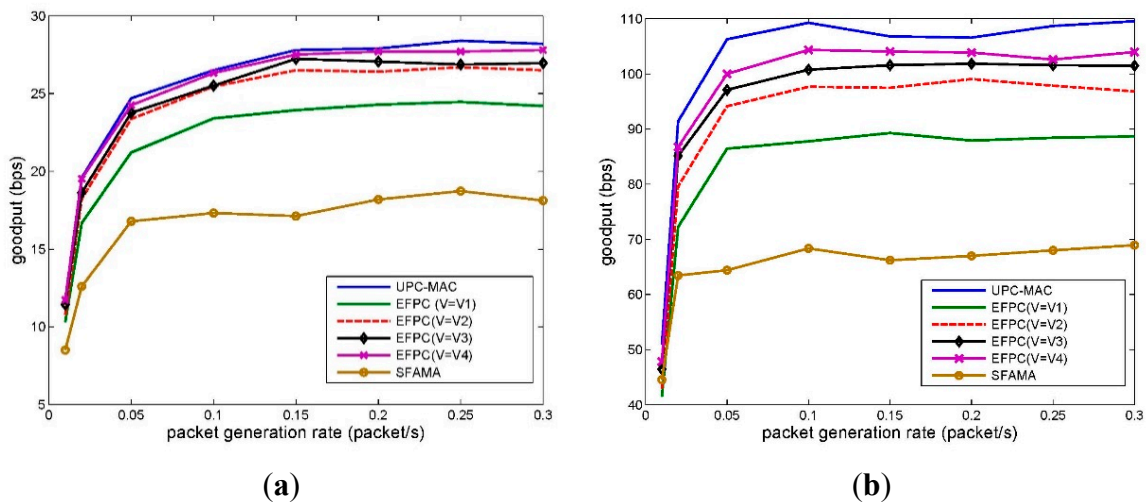 30
25
20
15
10
5
goodput (bps)
UPC-MAC
EFPC (V=V1)
EFPC(V=V2)
EFPC(V=V3)
EFPC(V=V4)
SFAMA
0 0.05 0.1 0.15 0.2 0.25 0.3
packet generation rate (packet/s)
(a)
110
100
90
80
70
60
50
40
goodput (bps)
UPC-MAC
EFPC(V=V1)
EFPC(V=V2)
EFPC(V=V3)
EFPC(V=V4)
SFAMA
0 0.05 0.1 0.15 0.2 0.25 0.3
packet generation rate (packet/s)
(b)